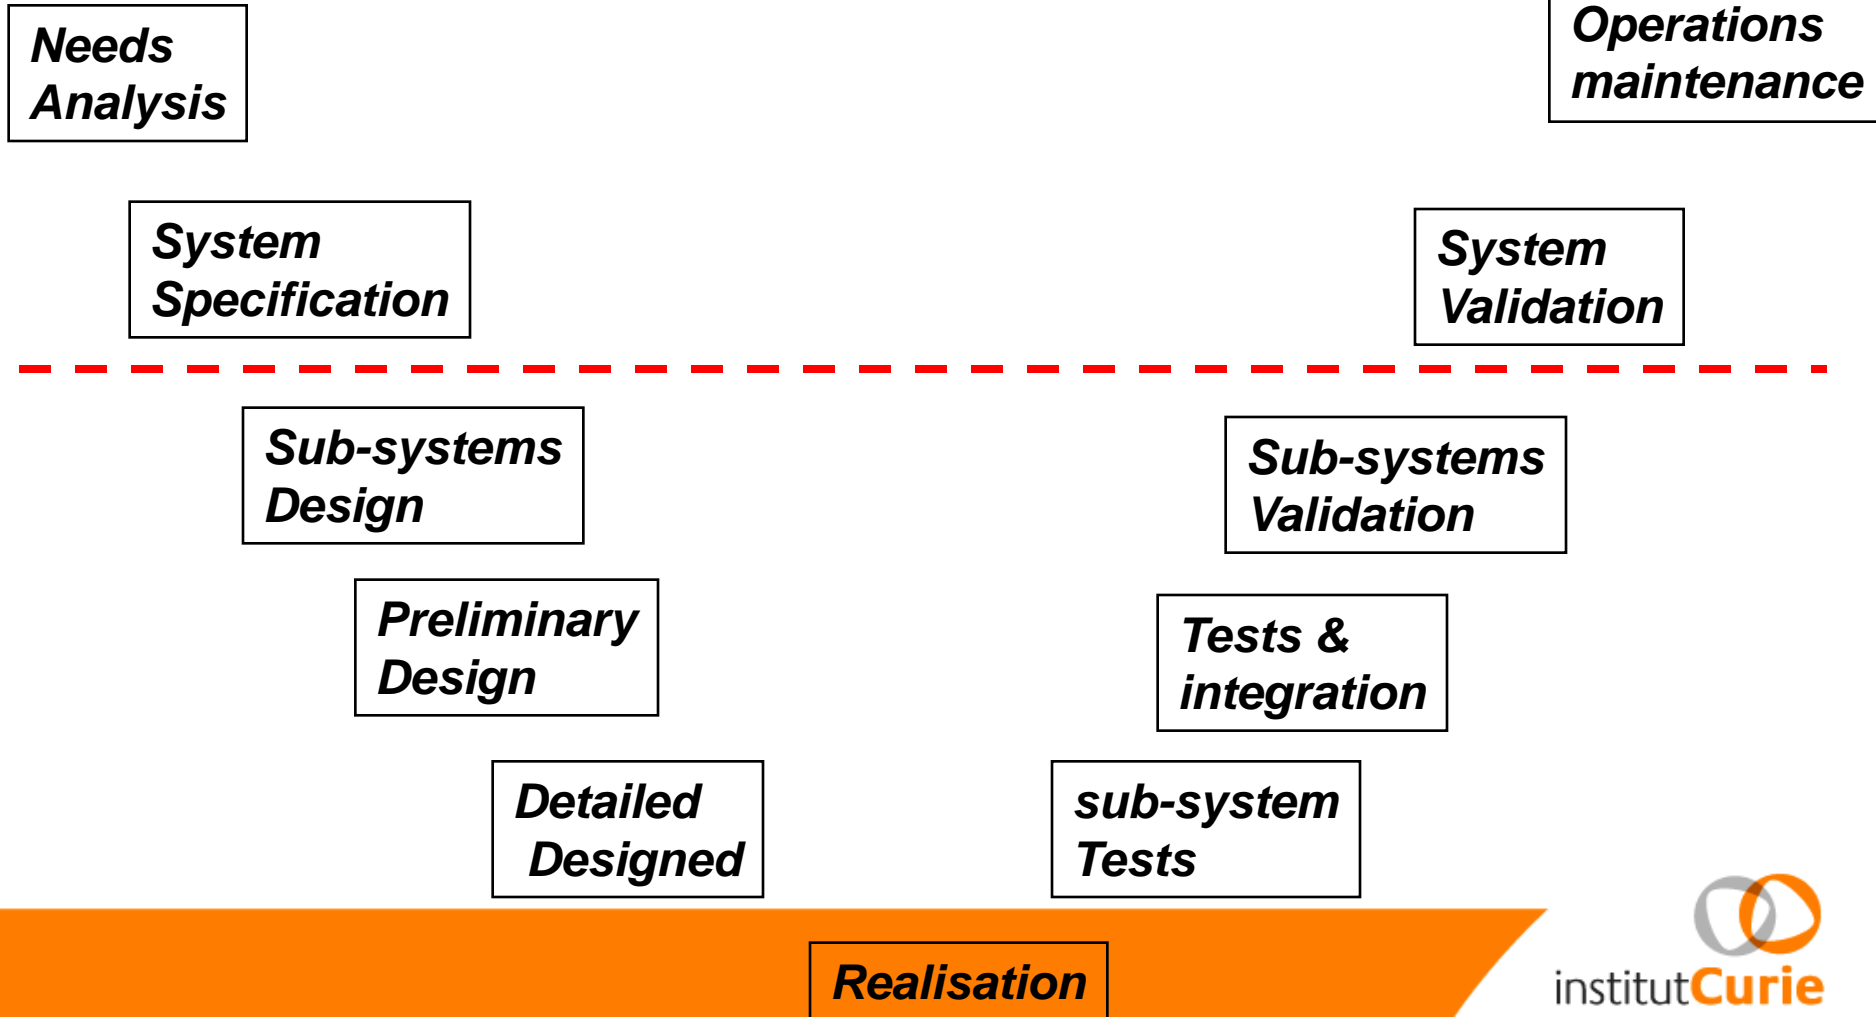 Needs
Analysis
Operations
maintenance
System
Specification
System
Validation
Sub-systems
Design
Sub-systems
Validation
Preliminary
Design
Tests &
integration
Detailed
Designed
sub-system
Tests
Realisation
institutCurie